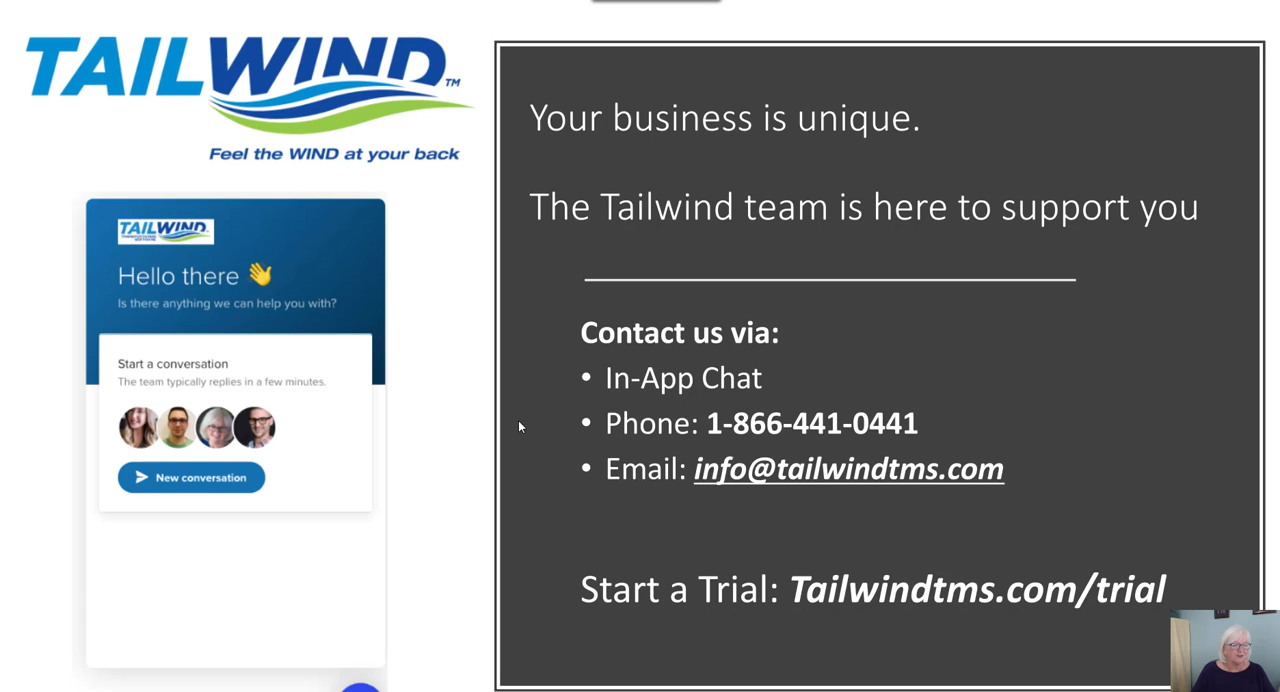 TAILWIND™
Feel the WIND at your back
TAILWIND
Hello there 👋
Is there anything we can help you with?
Start a conversation
The team typically replies in a few minutes.
New conversation
Your business is unique.
The Tailwind team is here to support you
Contact us via:
• In-App Chat
• Phone: 1-866-441-0441
• Email: info@tailwindtms.com
Start a Trial: Tailwindtms.com/trial